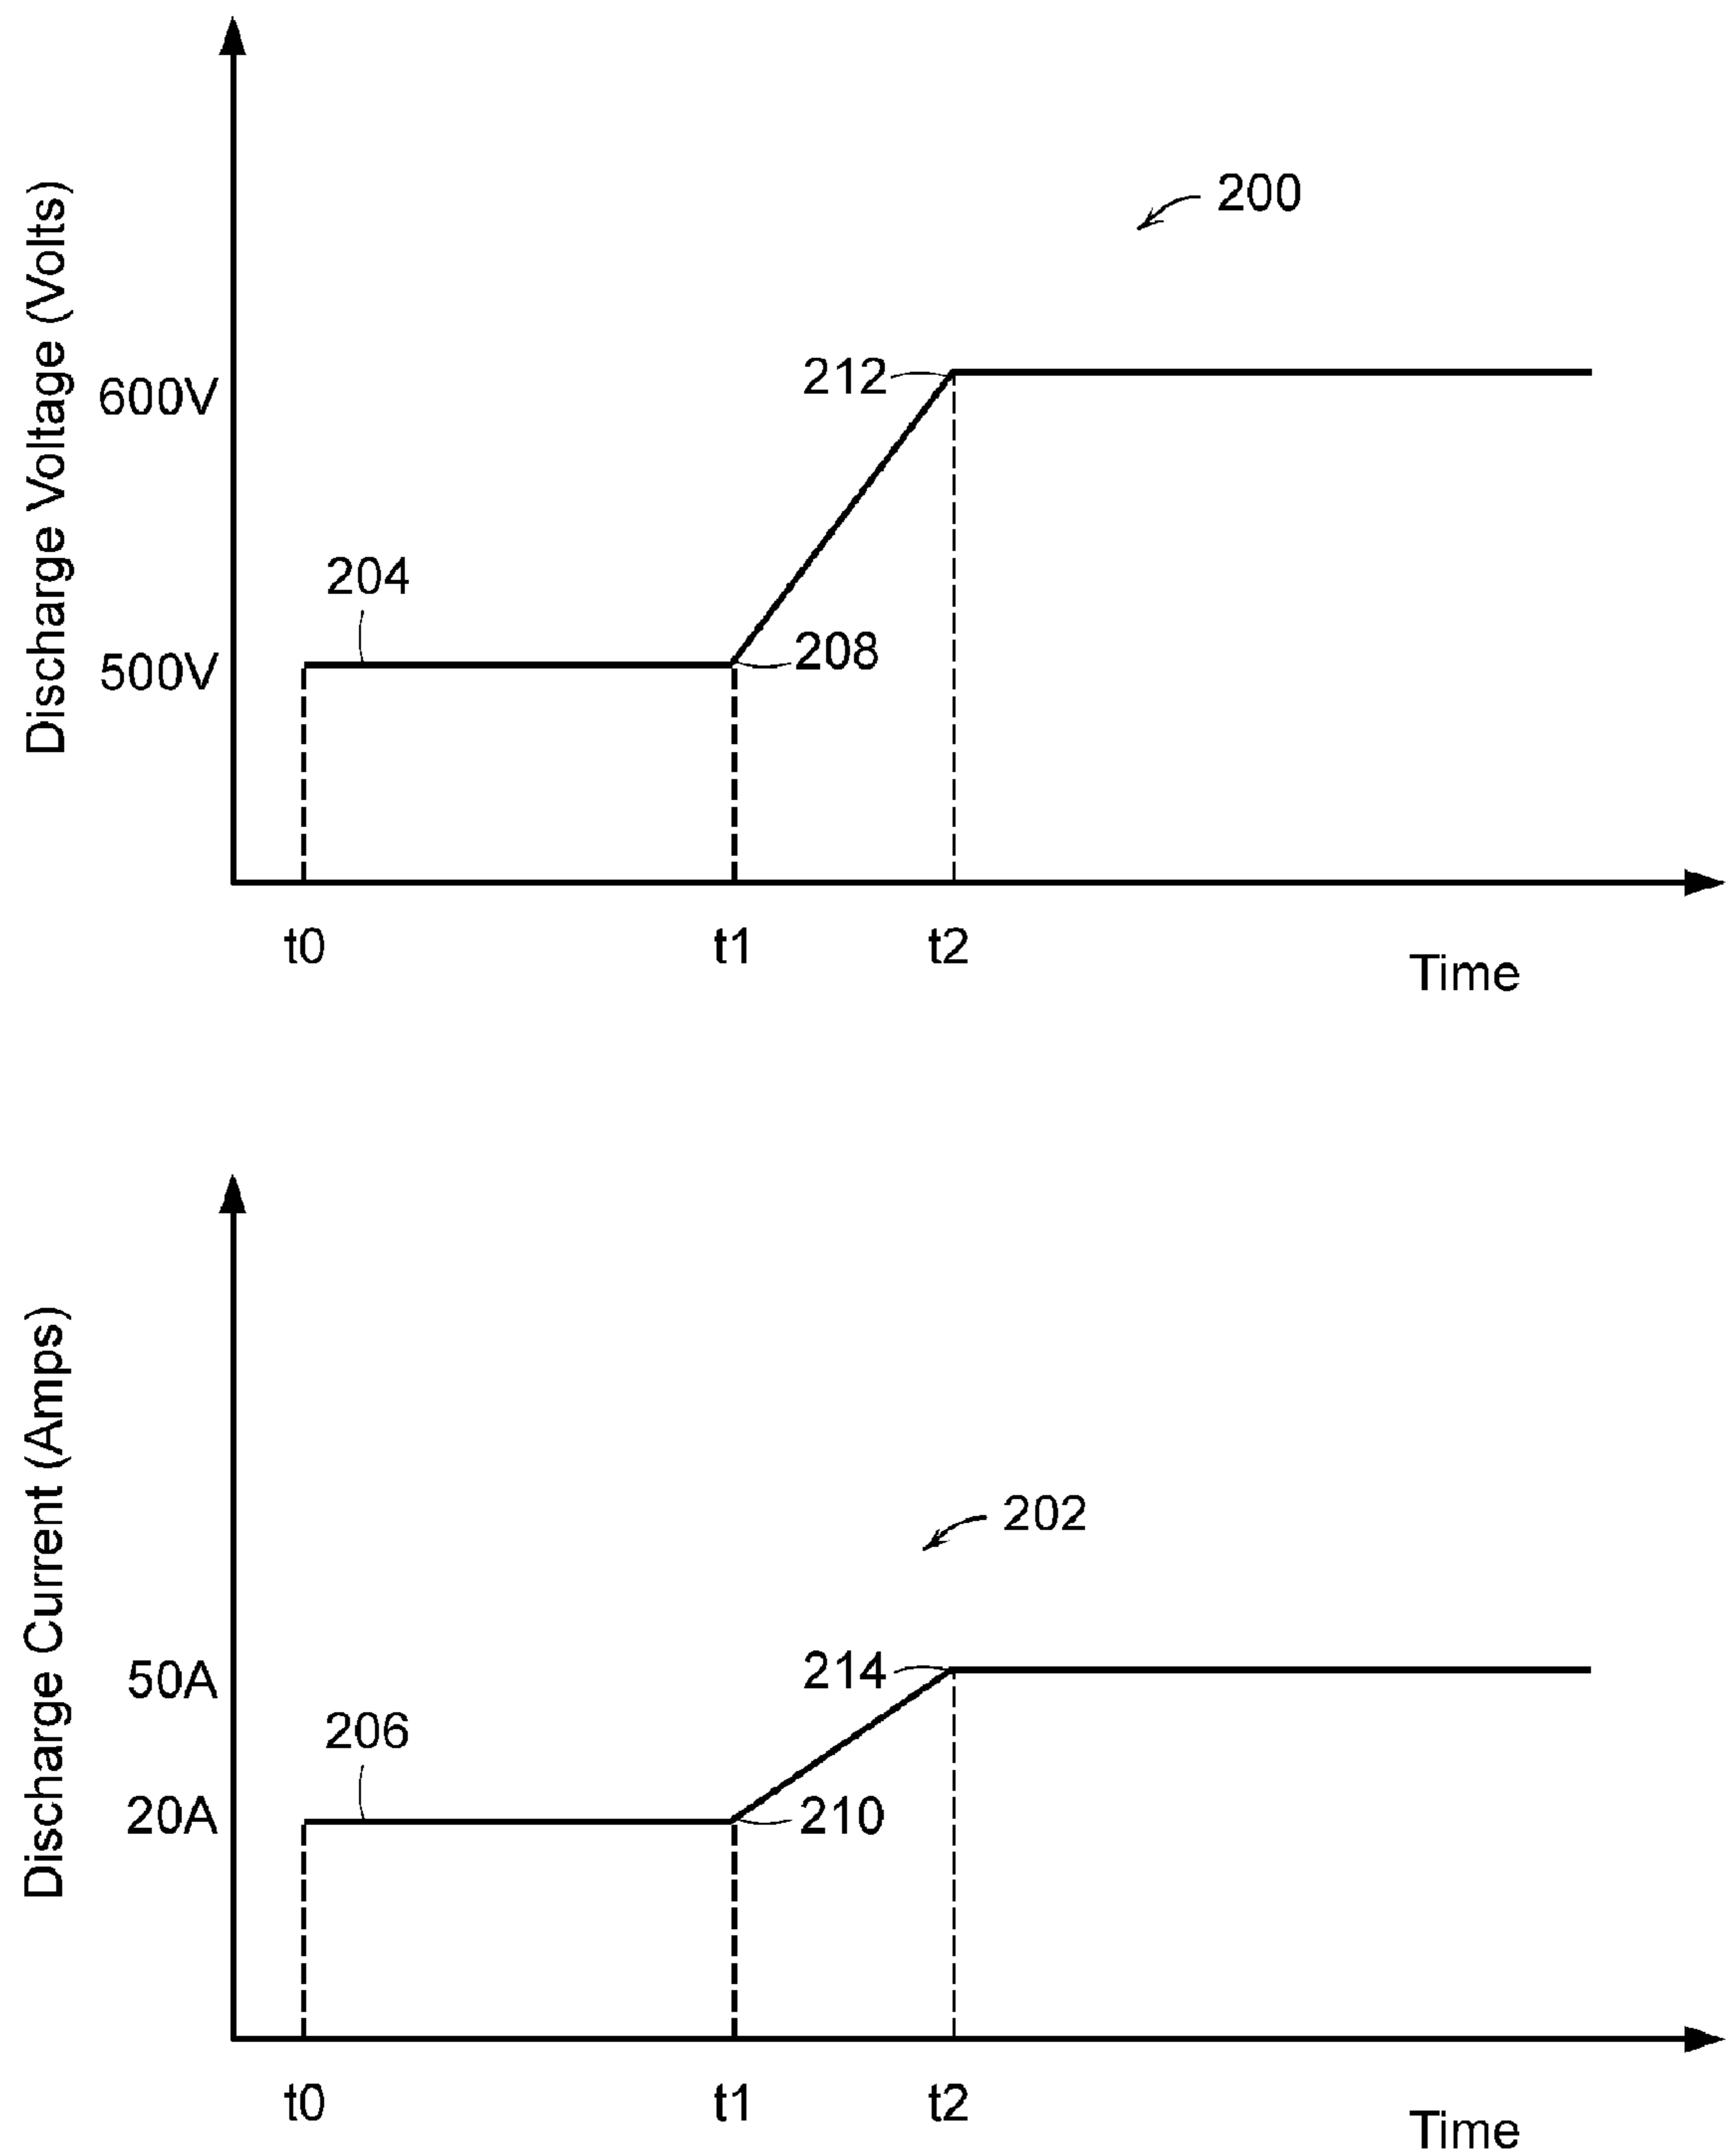 Discharge Voltage (Volts)
200
600V
212
204
500V
208
t0
t1
t2
Time
Discharge Current (Amps)
202
50A
214
206
20A
210
t0
t1
t2
Time